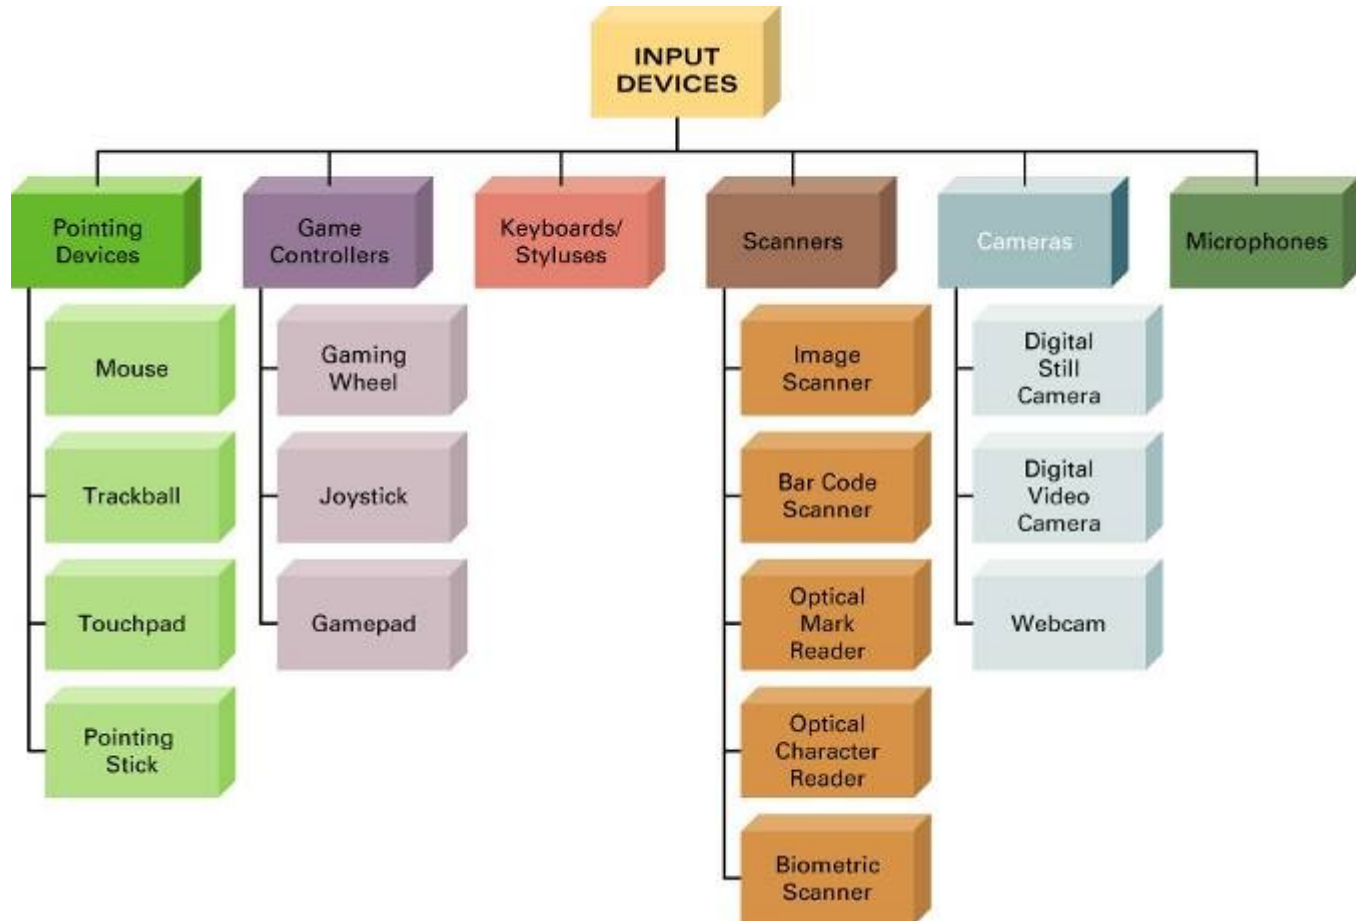 INPUT
DEVICES
Pointing
Devices
Game
Controllers
Keyboards/
Styluses
Scanners
Cameras
Microphones
Mouse
Gaming
Wheel
Image
Scanner
Digital
Still
Camera
Trackball
Joystick
Bar Code
Scanner
Digital
Video
Camera
Touchpad
Gamepad
Optical
Mark
Reader
Webcam
Pointing
Stick
Optical
Character
Reader
Biometric
Scanner